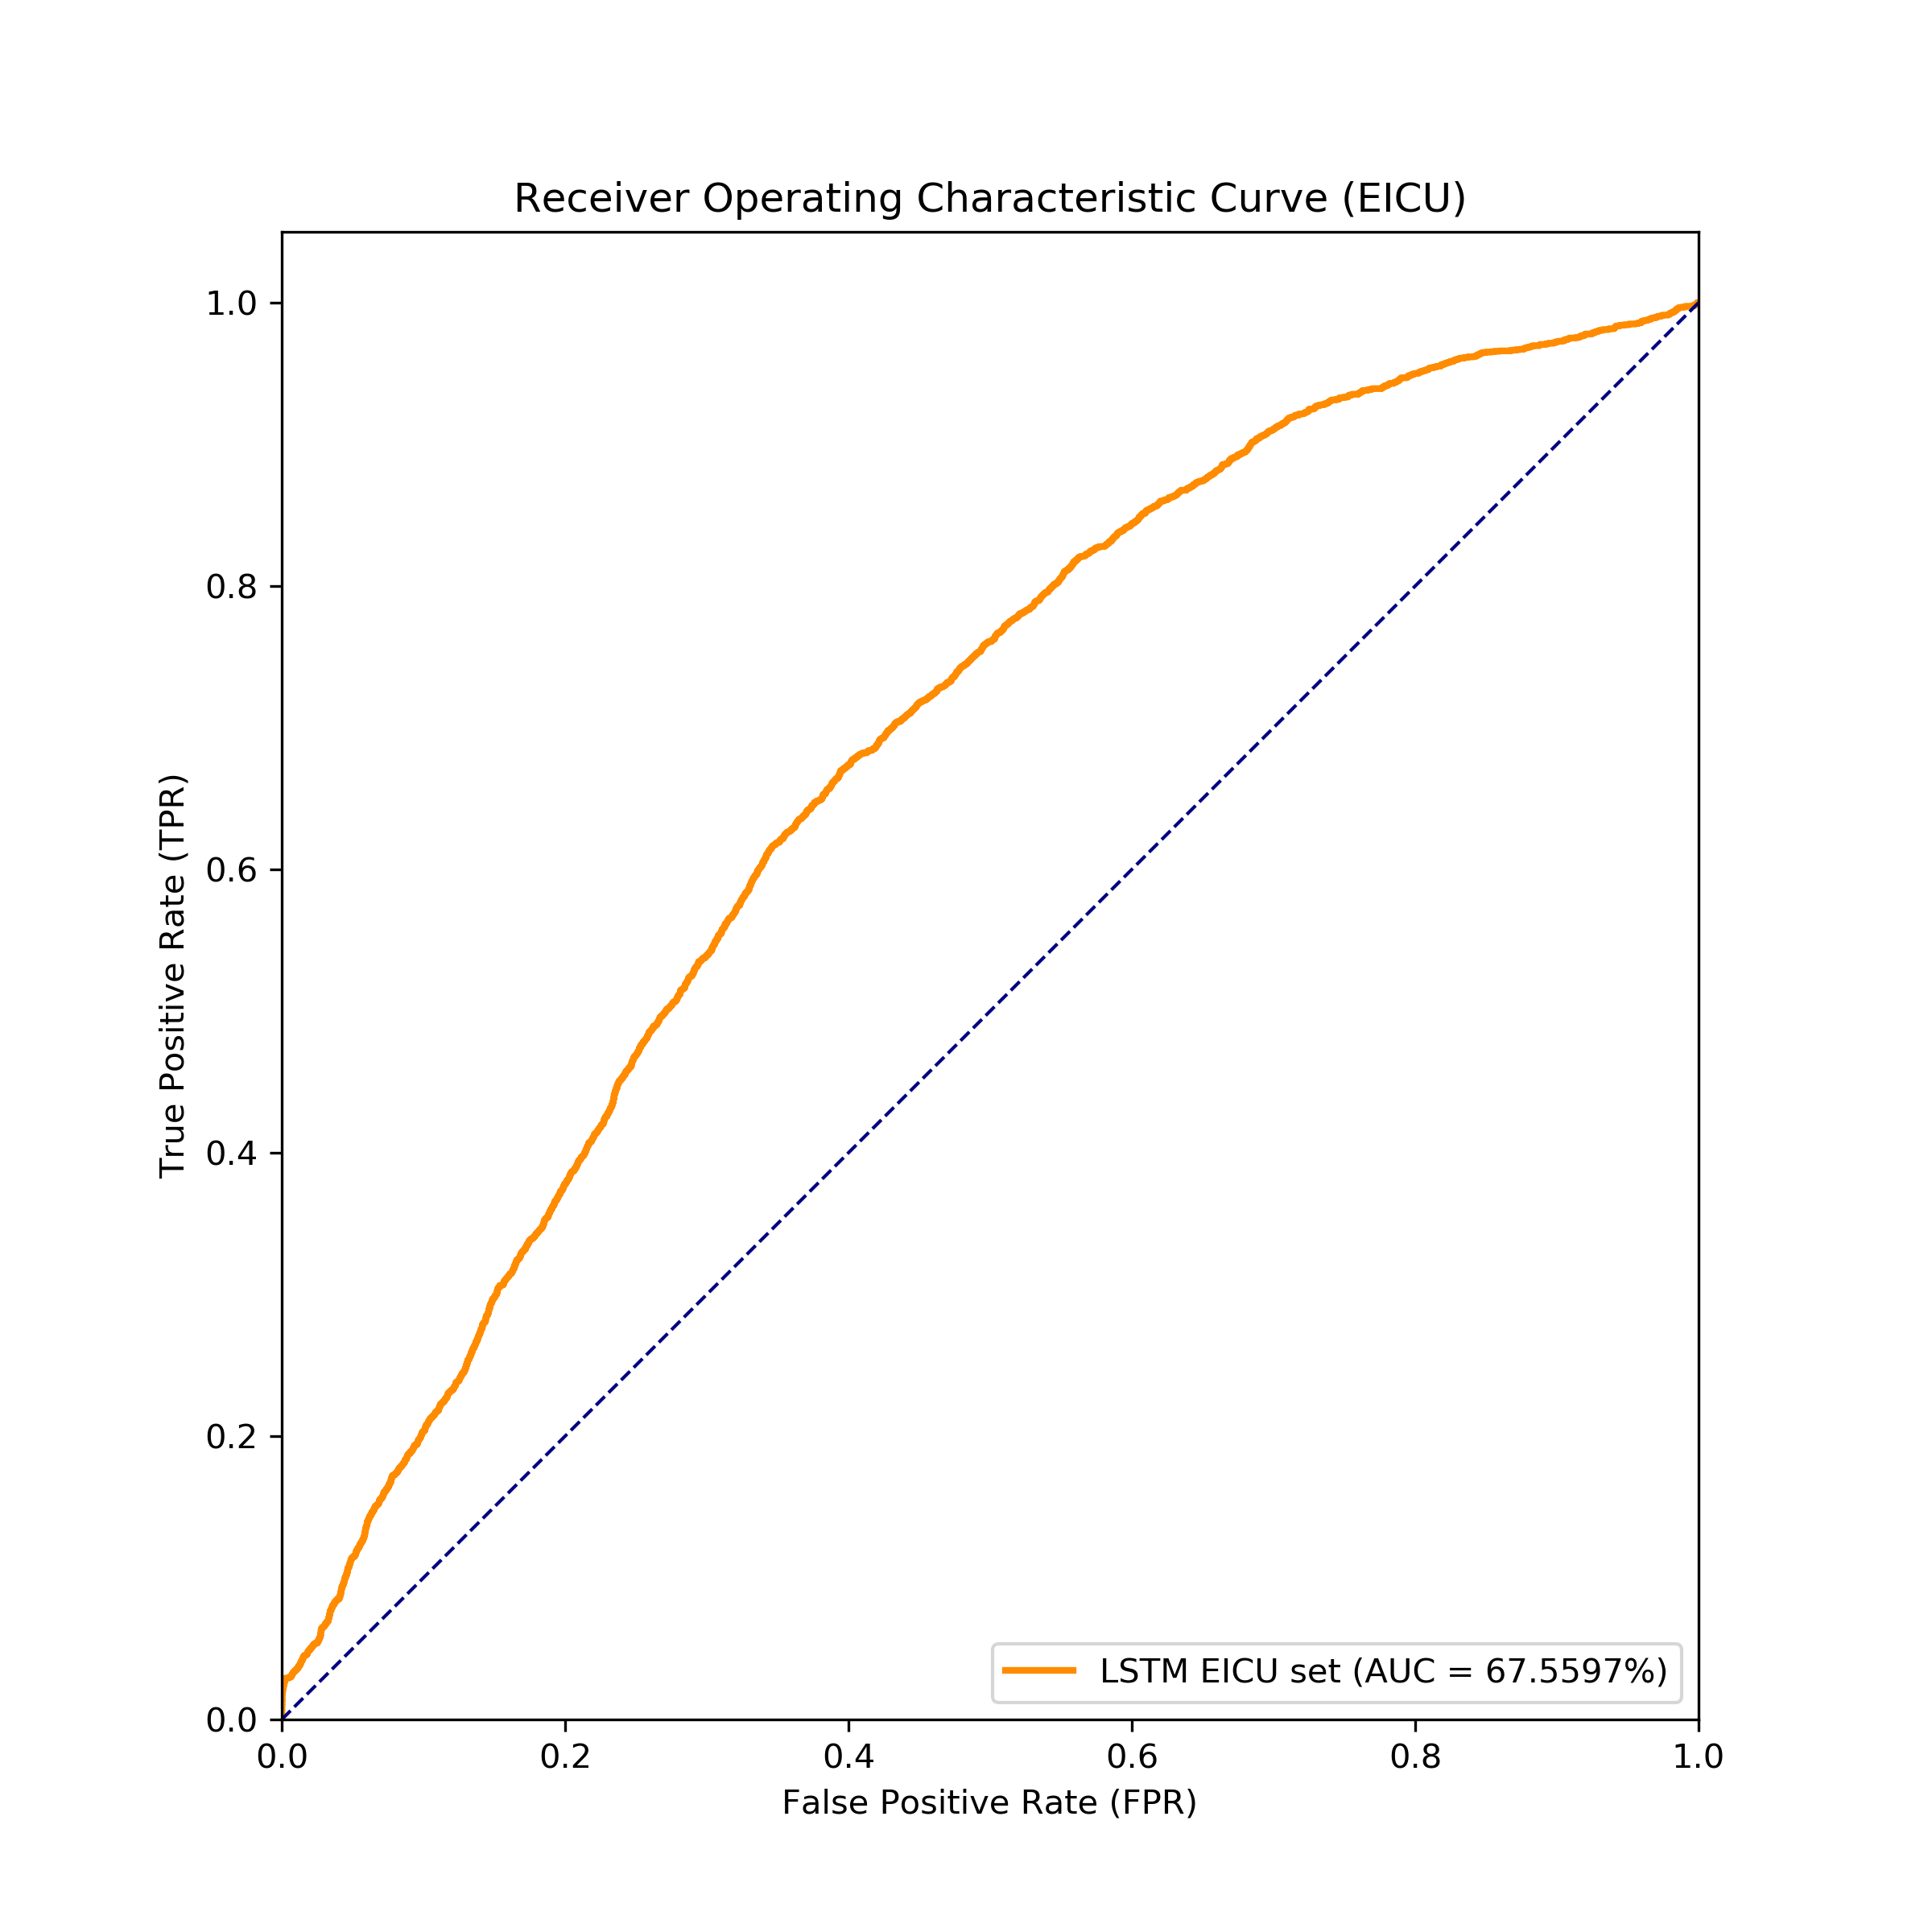 Receiver Operating Characteristic Curve (EICU)
1.0
0.8
0.6
0.4
0.2
0.0
True Positive Rate (TPR)
LSTM EICU set (AUC = 67.5597%)
0.0 0.2 0.4 0.6 0.8 1.0
False Positive Rate (FPR)